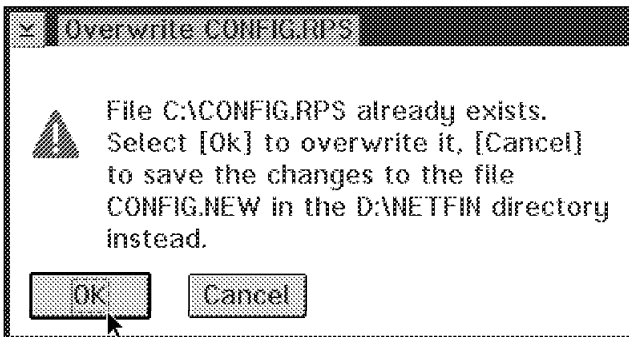 Overwrite CONFIG.RPS
File C:\CONFIG.RPS already exists.
Select [Ok] to overwrite it, [Cancel]
to save the changes to the file
CONFIG.NEW in the D:\NETFIN directory
instead.
OK Cancel